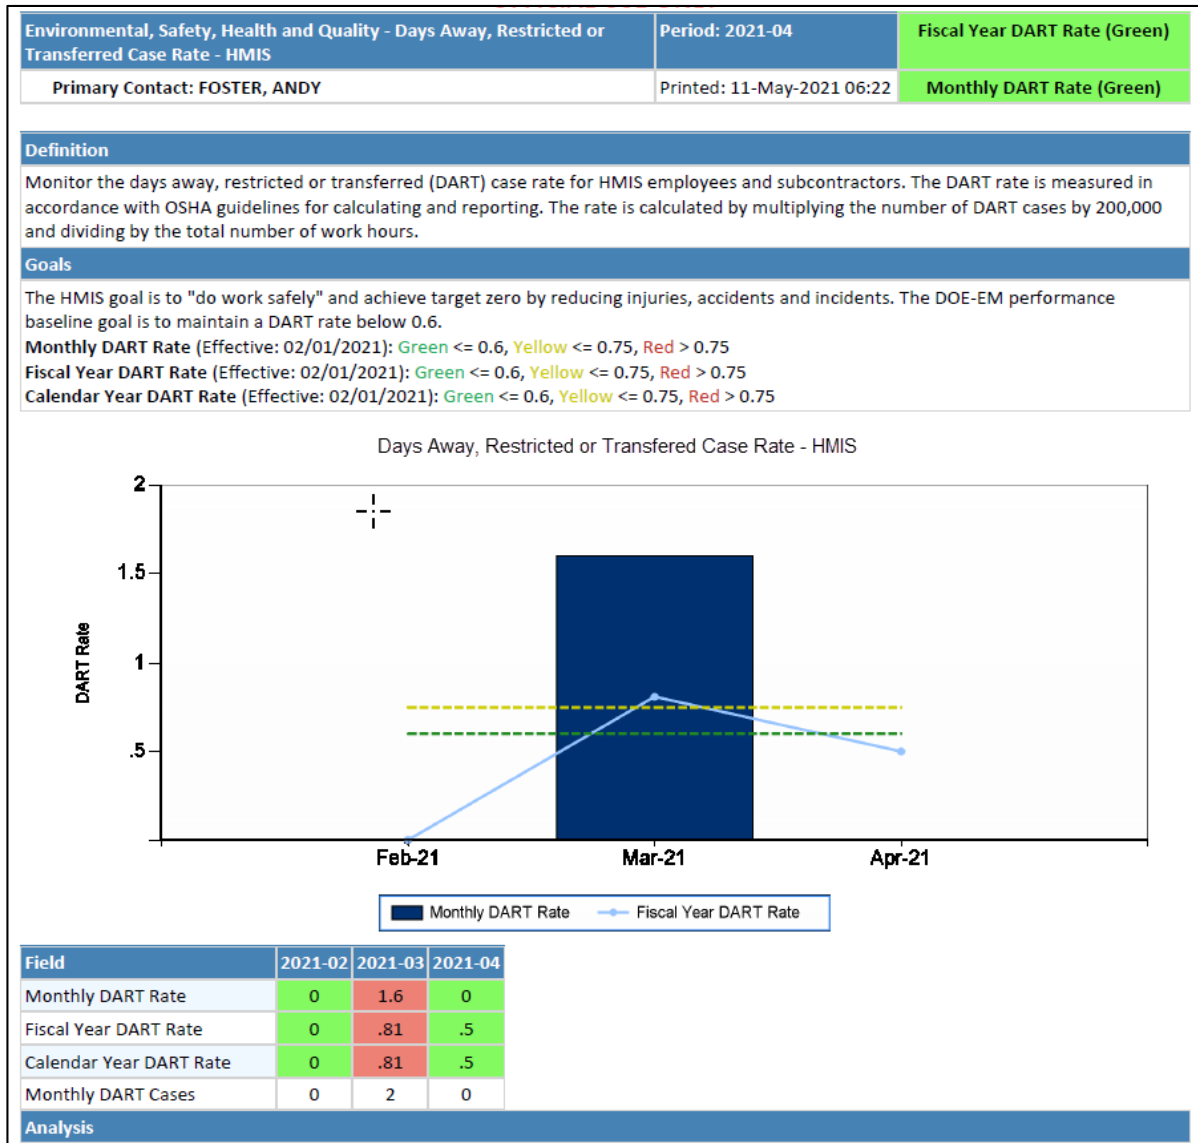 Environmental, Safety, Health and Quality - Days Away, Restricted or
Transferred Case Rate - HMIS
Period: 2021-04
Fiscal Year DART Rate (Green)
Primary Contact: FOSTER, ANDY
Printed: 11-May-2021 06:22
Monthly DART Rate (Green)
Definition
Monitor the days away, restricted or transferred (DART) case rate for HMIS employees and subcontractors. The DART rate is measured in
accordance with OSHA guidelines for calculating and reporting. The rate is calculated by multiplying the number of DART cases by 200,000
and dividing by the total number of work hours.
Goals
The HMIS goal is to "do work safely" and achieve target zero by reducing injuries, accidents and incidents. The DOE-EM performance
baseline goal is to maintain a DART rate below 0.6.
Monthly DART Rate (Effective: 02/01/2021): Green <= 0.6, Yellow <= 0.75, Red > 0.75
Fiscal Year DART Rate (Effective: 02/01/2021): Green <= 0.6, Yellow <= 0.75, Red > 0.75
Calendar Year DART Rate (Effective: 02/01/2021): Green <= 0.6, Yellow <= 0.75, Red > 0.75
Days Away, Restricted or Transfered Case Rate - HMIS
2
1.5
1
.5
DART Rate
Feb-21 Mar-21 Apr-21
Monthly DART Rate Fiscal Year DART Rate
Field 2021-02 2021-03 2021-04
Monthly DART Rate 0 1.6 0
Fiscal Year DART Rate 0 .81 .5
Calendar Year DART Rate 0 .81 .5
Monthly DART Cases 0 2 0
Analysis